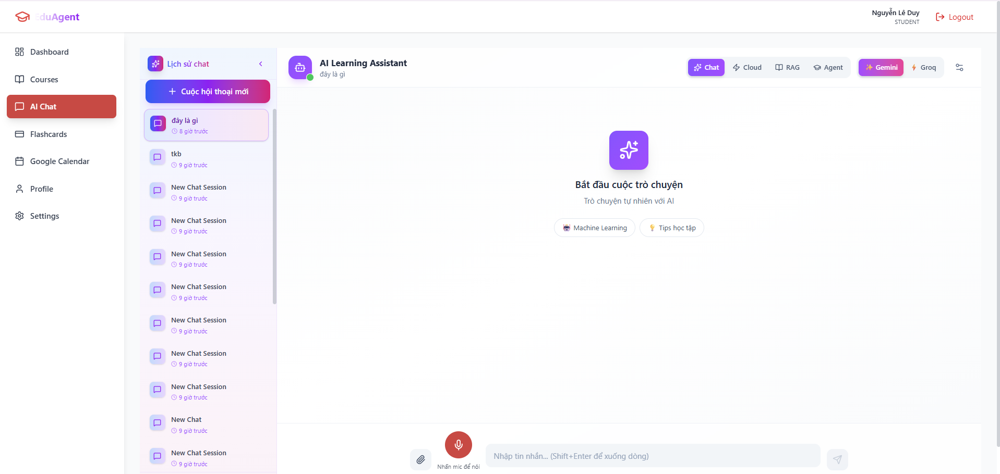 EduAgent
Nguyễn Lê Duy
STUDENT
Logout
Dashboard
Courses
AI Chat
Flashcards
Google Calendar
Profile
Settings
Lịch sử chat
Cuộc hội thoại mới
đây là gì
8 giờ trước
tkb
9 giờ trước
New Chat Session
9 giờ trước
New Chat Session
9 giờ trước
New Chat Session
9 giờ trước
New Chat Session
9 giờ trước
New Chat Session
9 giờ trước
New Chat Session
9 giờ trước
New Chat Session
9 giờ trước
New Chat
9 giờ trước
New Chat Session
9 giờ trước
AI Learning Assistant
đây là gì
Chat
Cloud
RAG
Agent
Gemini
Groq
Bắt đầu cuộc trò chuyện
Trò chuyện tự nhiên với AI
Machine Learning
Tips học tập
Nhấn mic để nói
Nhập tin nhắn... (Shift+Enter để xuống dòng)